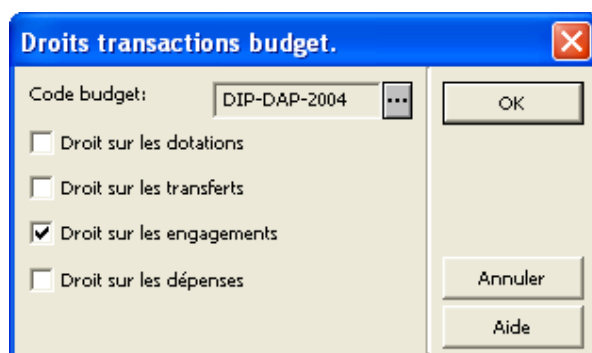 Droits transactions budget.
Code budget: DIP-DAP-2004 ...
OK
Droit sur les dotations
Droit sur les transferts
Droit sur les engagements
Droit sur les dépenses
Annuler
Aide